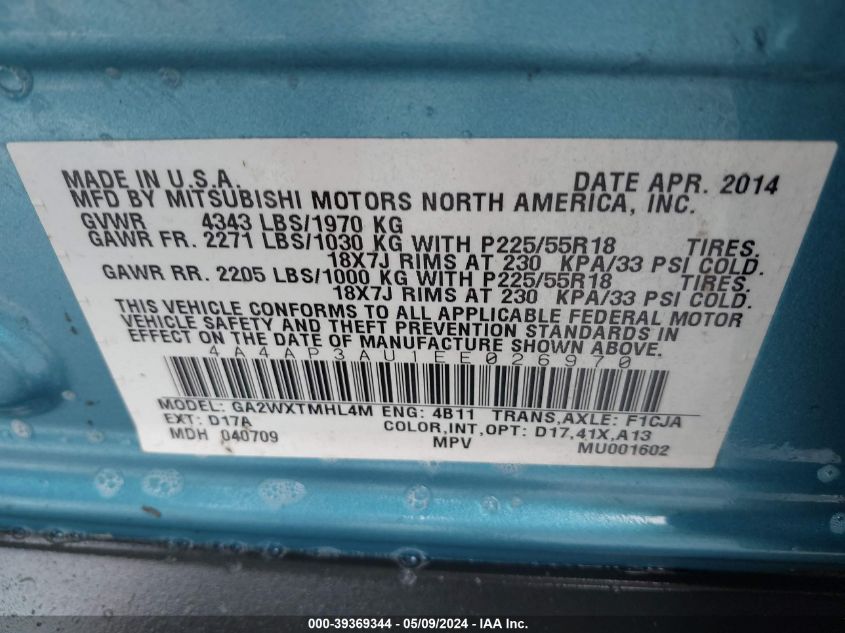 MADE IN U.S.A. DATE APR. 2014
MFD BY MITSUBISHI MOTORS NORTH AMERICA, INC.
GVWR 4343 LBS/1970 KG
GAWR FR. 2271 LBS/1030 KG WITH P225/55R18 TIRES,
18X7J RIMS AT 230 KPA/33 PSI COLD.
GAWR RR. 2205 LBS/1000 KG WITH P225/55R18 TIRES,
18X7J RIMS AT 230 KPA/33 PSI COLD.
THIS VEHICLE CONFORMS TO ALL APPLICABLE FEDERAL MOTOR
VEHICLE SAFETY AND THEFT PREVENTION STANDARDS IN
EFFECT ON THE DATE OF MANUFACTURE SHOWN ABOVE.
4A4AP3AU1EE026970
MODEL: GA2WXTMHL4M ENG: 4B11 TRANS,AXLE: F1CJA
EXT: D17A COLOR,INT,OPT: D17,41X,A13
MDH 040709 MPV MU001602
000-39369344 - 05/09/2024 - IAA Inc.